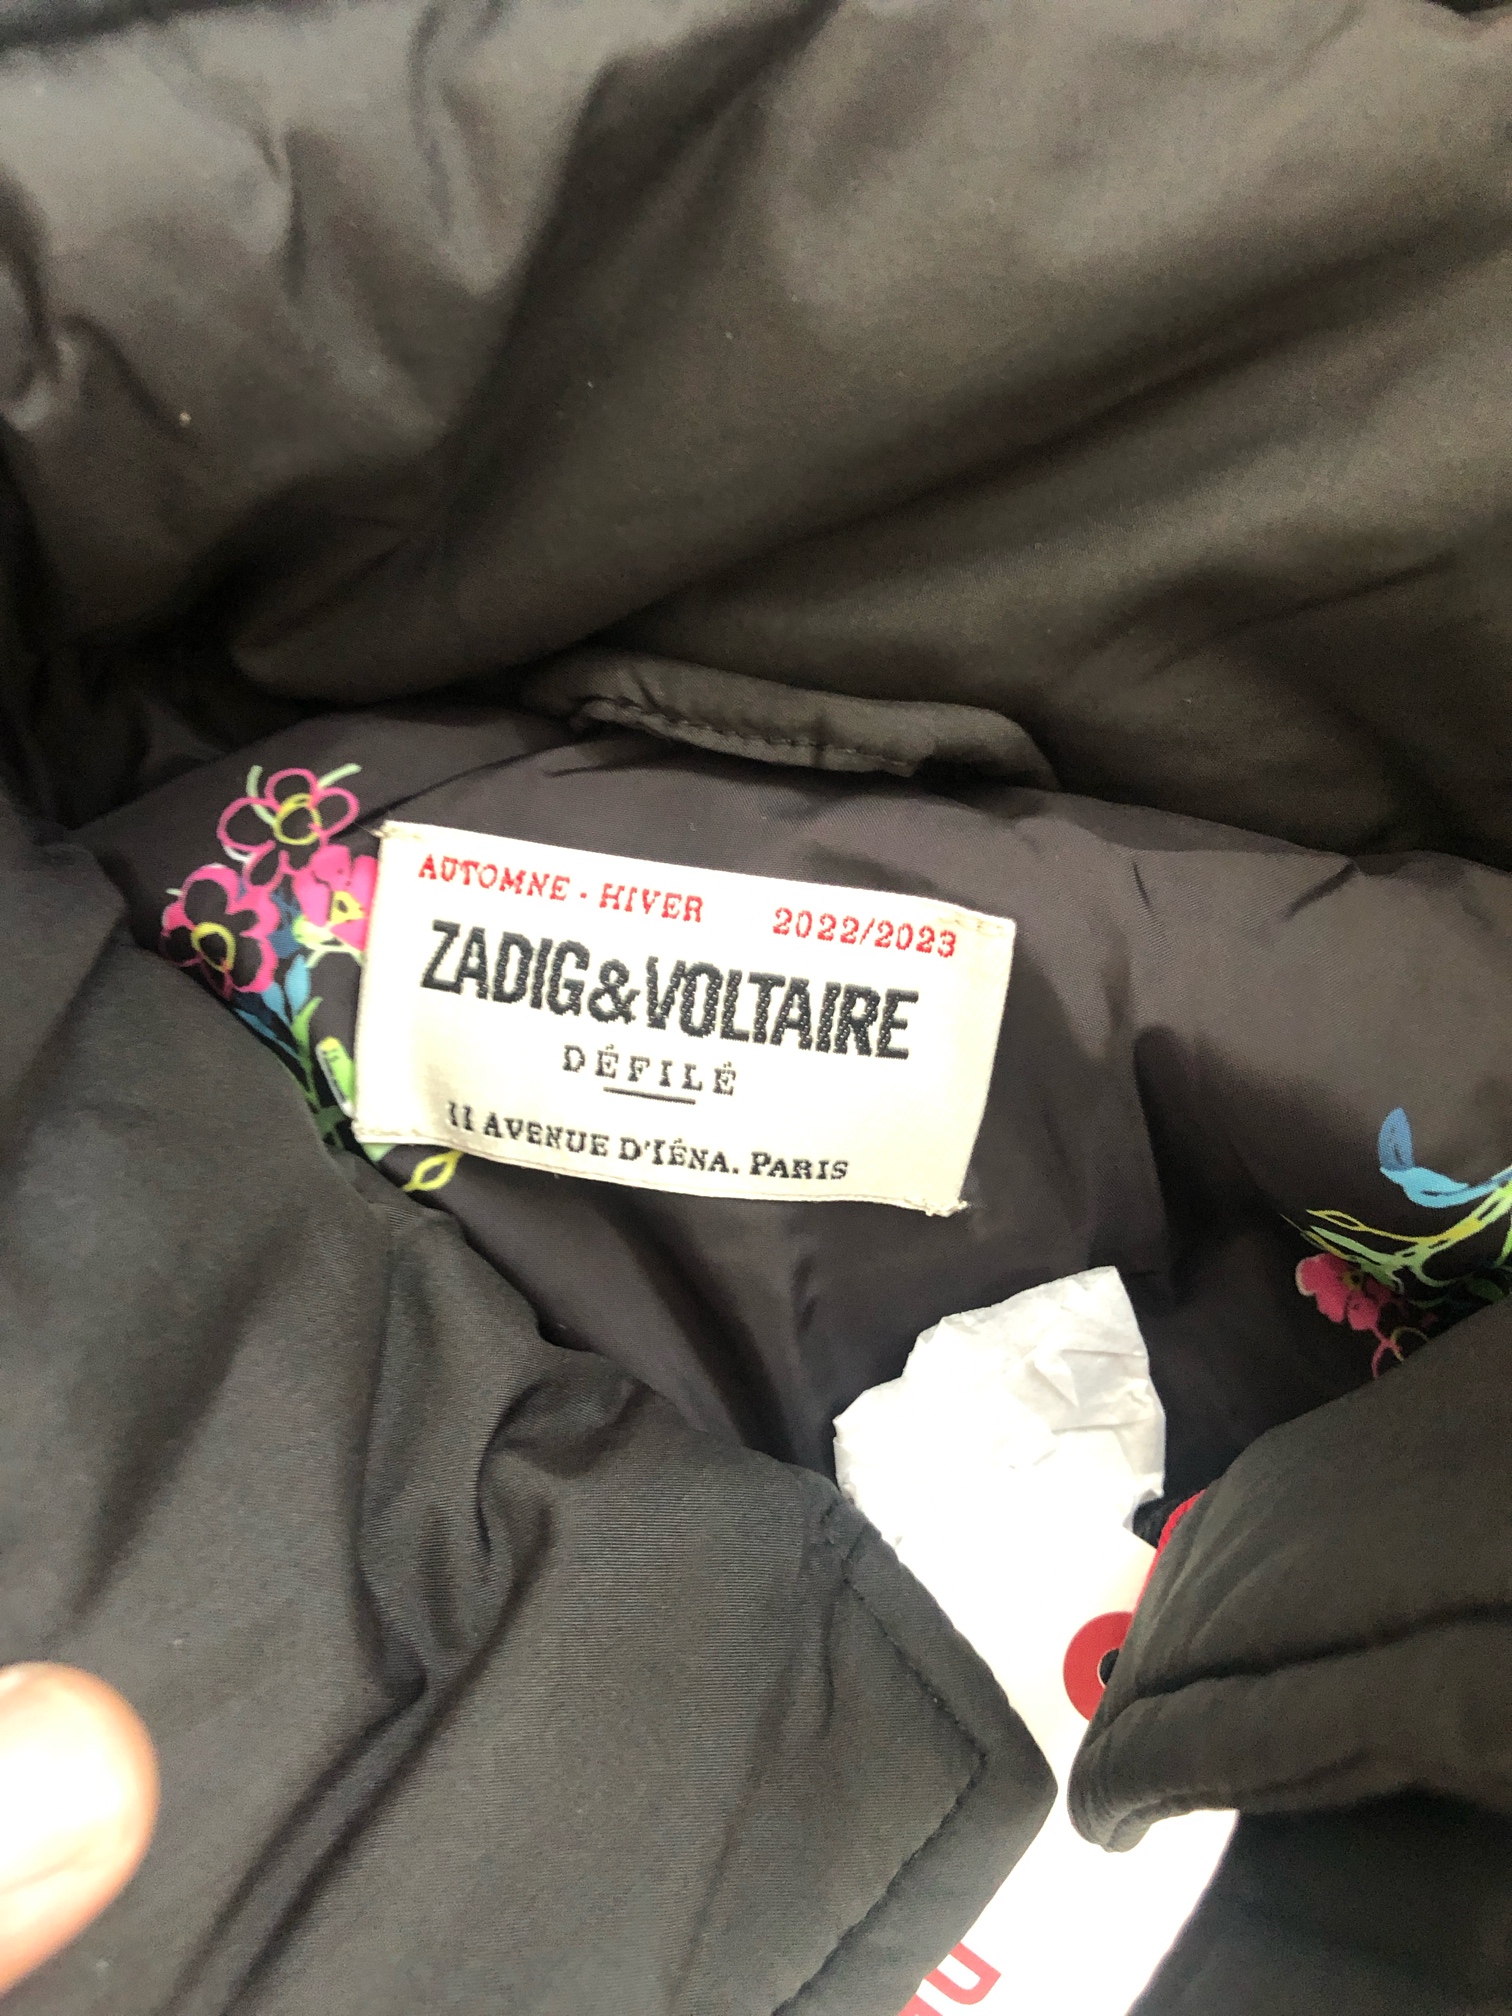 AUTOMNE - HIVER 2022/2023
ZADIG&VOLTAIRE
DÉFILÉ
11 AVENUE D'IÉNA. PARIS